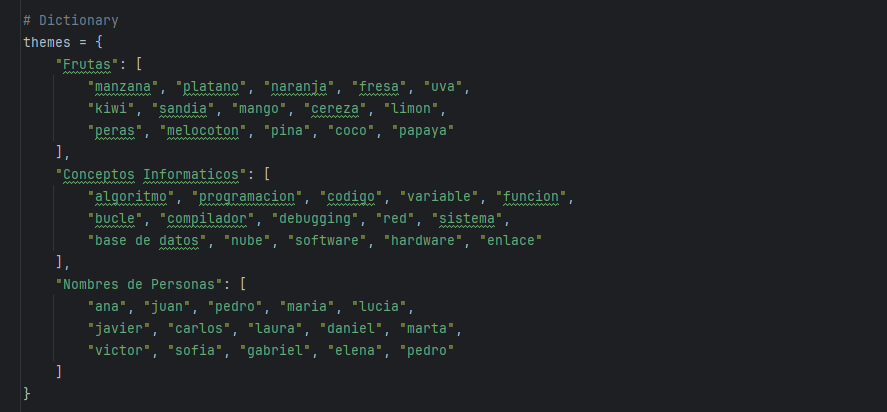 # Dictionary
themes = {
"Frutas": [
"manzana", "platano", "naranja", "fresa", "uva",
"kiwi", "sandia", "mango", "cereza", "limon",
"peras", "melocoton", "pina", "coco", "papaya"
],
"Conceptos Informaticos": [
"algoritmo", "programacion", "codigo", "variable", "funcion",
"bucle", "compilador", "debugging", "red", "sistema",
"base de datos", "nube", "software", "hardware", "enlace"
],
"Nombres de Personas": [
"ana", "juan", "pedro", "maria", "lucia",
"javier", "carlos", "laura", "daniel", "marta",
"victor", "sofia", "gabriel", "elena", "pedro"
]
}